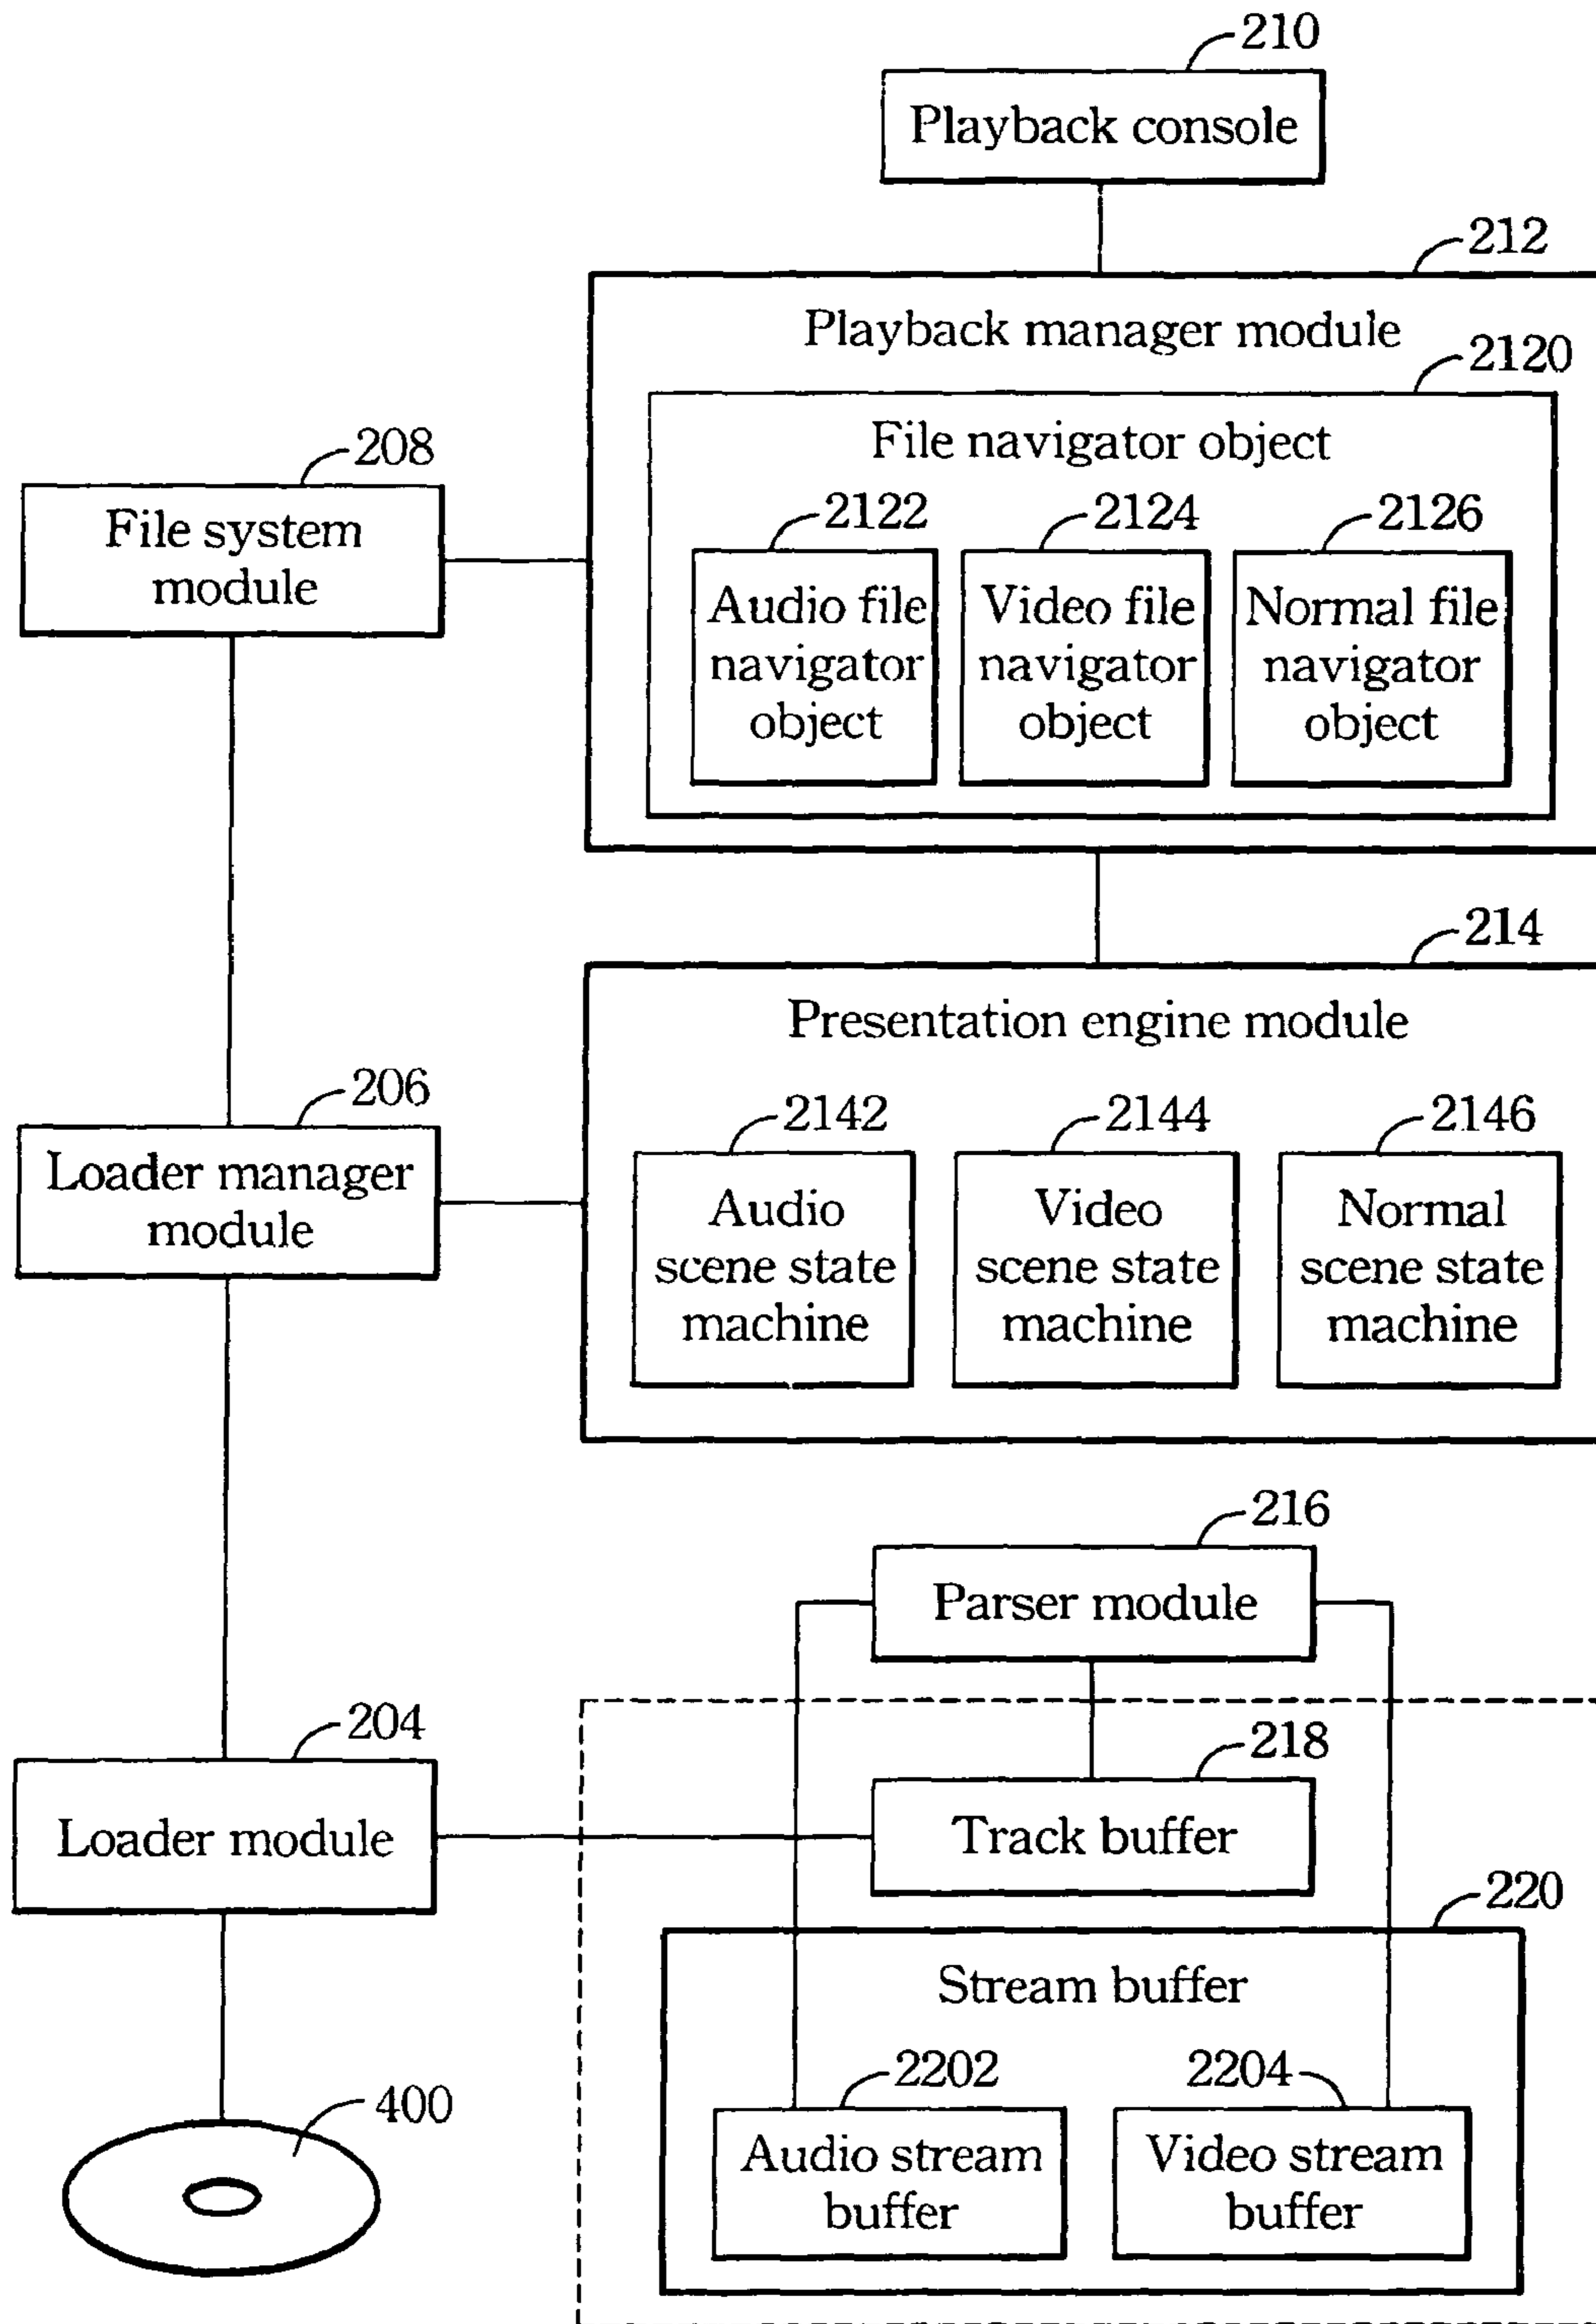 210
Playback console
212
Playback manager module
2120
File navigator object
208
File system
module
2122
Audio file
navigator
object
2124
Video file
navigator
object
2126
Normal file
navigator
object
214
Presentation engine module
206
Loader manager
module
2142
Audio
scene state
machine
2144
Video
scene state
machine
2146
Normal
scene state
machine
216
Parser module
204
Loader module
218
Track buffer
220
Stream buffer
2202
Audio stream
buffer
2204
Video stream
buffer
400